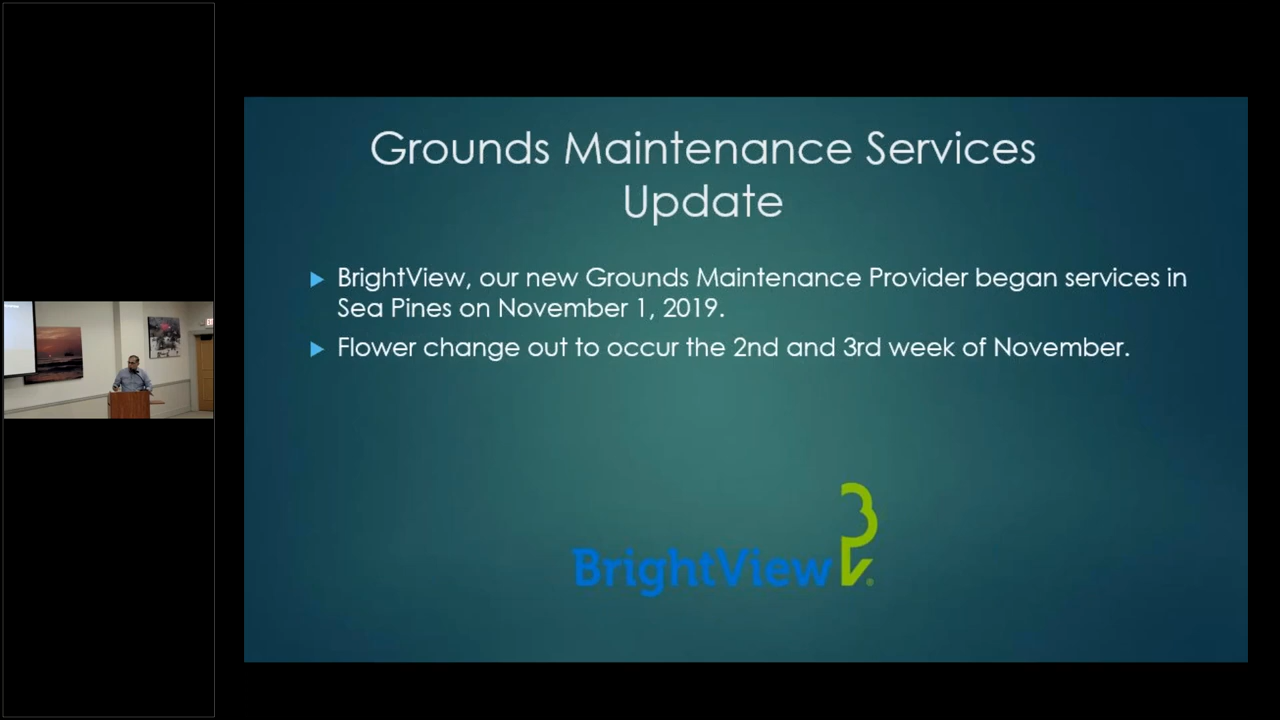 Grounds Maintenance Services
Update
BrightView, our new Grounds Maintenance Provider began services in
Sea Pines on November 1, 2019.
Flower change out to occur the 2nd and 3rd week of November.
BrightView